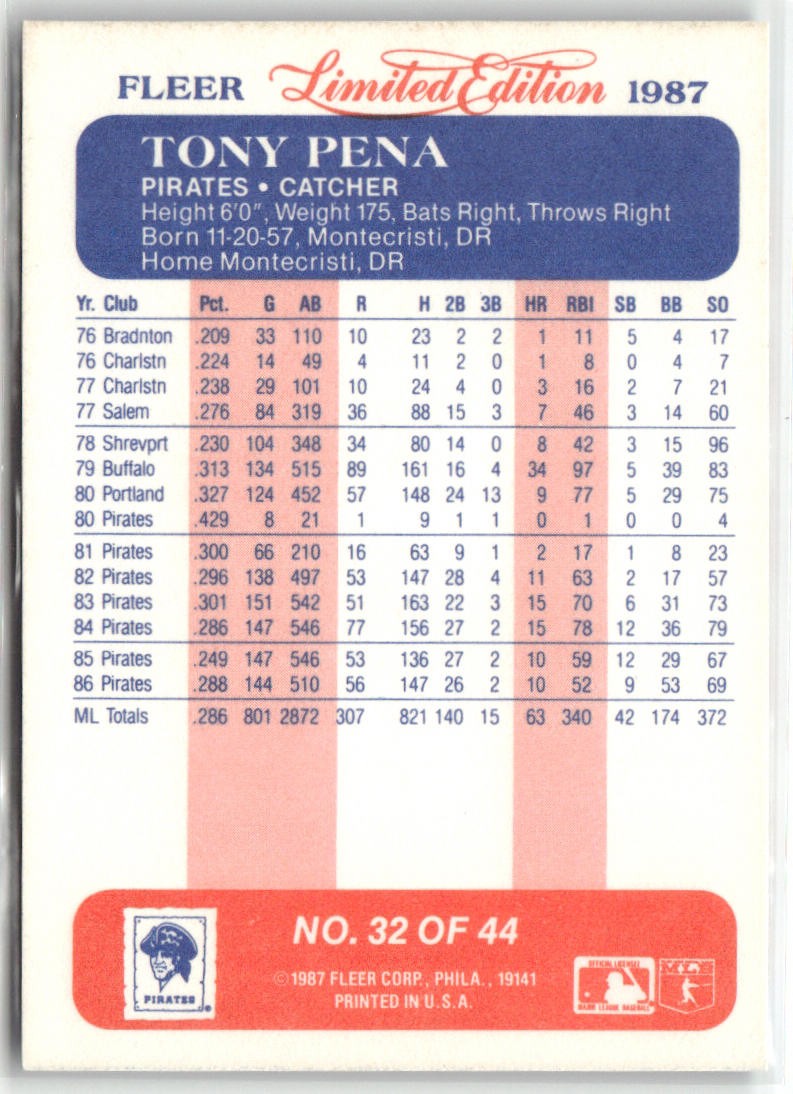 FLEER Limited Edition 1987
TONY PENA
PIRATES • CATCHER
Height 6'0", Weight 175, Bats Right, Throws Right
Born 11-20-57, Montecristi, DR
Home Montecristi, DR
Yr. Club Pct. G AB R H 2B 3B HR RBI SB BB SO
76 Bradnton .209 33 110 10 23 2 2 1 11 5 4 17
76 Charlstn .224 14 49 4 11 2 0 1 8 0 4 7
77 Charlstn .238 29 101 10 24 4 0 3 16 2 7 21
77 Salem .276 84 319 36 88 15 3 7 46 3 14 60
78 Shrevprt .230 104 348 34 80 14 0 8 42 3 15 96
79 Buffalo .313 134 515 89 161 16 4 34 97 5 39 83
80 Portland .327 124 452 57 148 24 13 9 77 5 29 75
80 Pirates .429 8 21 1 9 1 1 0 1 0 0 4
81 Pirates .300 66 210 16 63 9 1 2 17 1 8 23
82 Pirates .296 138 497 53 147 28 4 11 63 2 17 57
83 Pirates .301 151 542 51 163 22 3 15 70 6 31 73
84 Pirates .286 147 546 77 156 27 2 15 78 12 36 79
85 Pirates .249 147 546 53 136 27 2 10 59 12 29 67
86 Pirates .288 144 510 56 147 26 2 10 52 9 53 69
ML Totals .286 801 2872 307 821 140 15 63 340 42 174 372
NO. 32 OF 44
©1987 FLEER CORP., PHILA., 19141
PRINTED IN U.S.A.
PIRATES ®
OFFICIAL LICENSEE
MAJOR LEAGUE BASEBALL